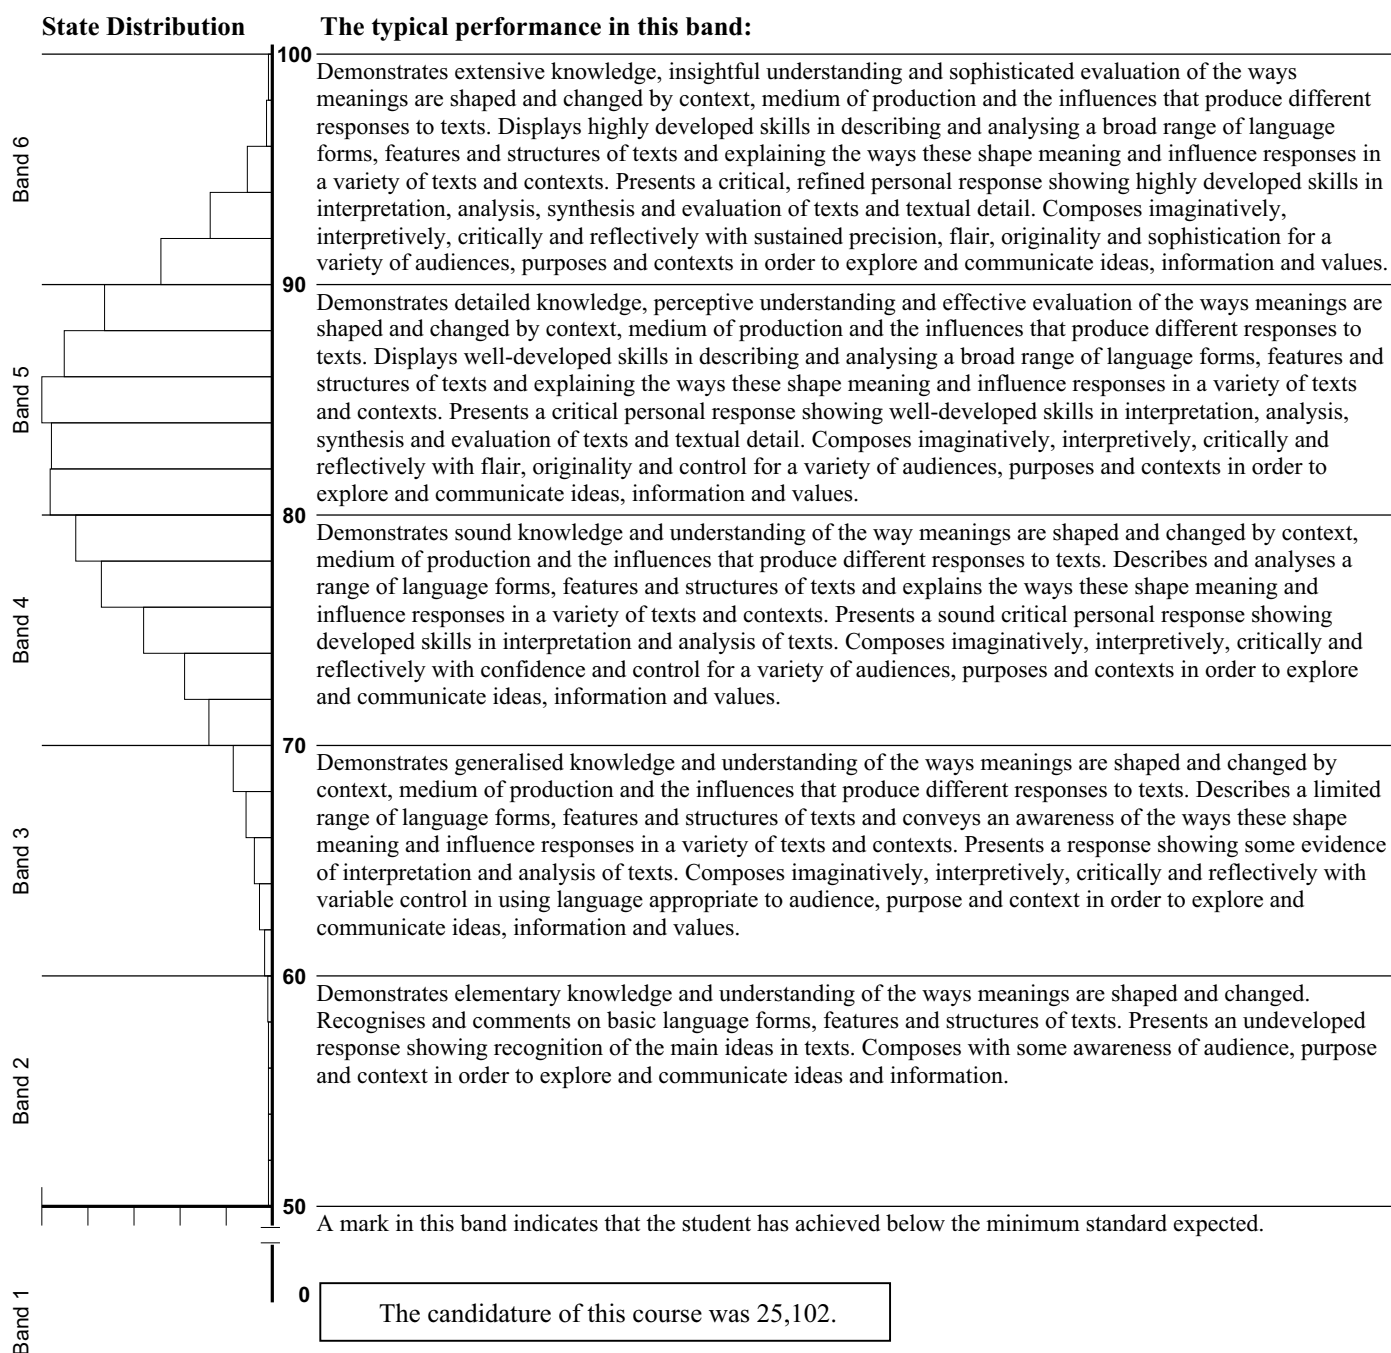 State Distribution
The typical performance in this band:
100
Band 6
Demonstrates extensive knowledge, insightful understanding and sophisticated evaluation of the ways
meanings are shaped and changed by context, medium of production and the influences that produce different
responses to texts. Displays highly developed skills in describing and analysing a broad range of language
forms, features and structures of texts and explaining the ways these shape meaning and influence responses in
a variety of texts and contexts. Presents a critical, refined personal response showing highly developed skills in
interpretation, analysis, synthesis and evaluation of texts and textual detail. Composes imaginatively,
interpretively, critically and reflectively with sustained precision, flair, originality and sophistication for a
variety of audiences, purposes and contexts in order to explore and communicate ideas, information and values.
90
Band 5
Demonstrates detailed knowledge, perceptive understanding and effective evaluation of the ways meanings are
shaped and changed by context, medium of production and the influences that produce different responses to
texts. Displays well-developed skills in describing and analysing a broad range of language forms, features and
structures of texts and explaining the ways these shape meaning and influence responses in a variety of texts
and contexts. Presents a critical personal response showing well-developed skills in interpretation, analysis,
synthesis and evaluation of texts and textual detail. Composes imaginatively, interpretively, critically and
reflectively with flair, originality and control for a variety of audiences, purposes and contexts in order to
explore and communicate ideas, information and values.
80
Band 4
Demonstrates sound knowledge and understanding of the way meanings are shaped and changed by context,
medium of production and the influences that produce different responses to texts. Describes and analyses a
range of language forms, features and structures of texts and explains the ways these shape meaning and
influence responses in a variety of texts and contexts. Presents a sound critical personal response showing
developed skills in interpretation and analysis of texts. Composes imaginatively, interpretively, critically and
reflectively with confidence and control for a variety of audiences, purposes and contexts in order to explore
and communicate ideas, information and values.
70
Band 3
Demonstrates generalised knowledge and understanding of the ways meanings are shaped and changed by
context, medium of production and the influences that produce different responses to texts. Describes a limited
range of language forms, features and structures of texts and conveys an awareness of the ways these shape
meaning and influence responses in a variety of texts and contexts. Presents a response showing some evidence
of interpretation and analysis of texts. Composes imaginatively, interpretively, critically and reflectively with
variable control in using language appropriate to audience, purpose and context in order to explore and
communicate ideas, information and values.
60
Band 2
Demonstrates elementary knowledge and understanding of the ways meanings are shaped and changed.
Recognises and comments on basic language forms, features and structures of texts. Presents an undeveloped
response showing recognition of the main ideas in texts. Composes with some awareness of audience, purpose
and context in order to explore and communicate ideas and information.
50
A mark in this band indicates that the student has achieved below the minimum standard expected.
Band 1
0
The candidature of this course was 25,102.